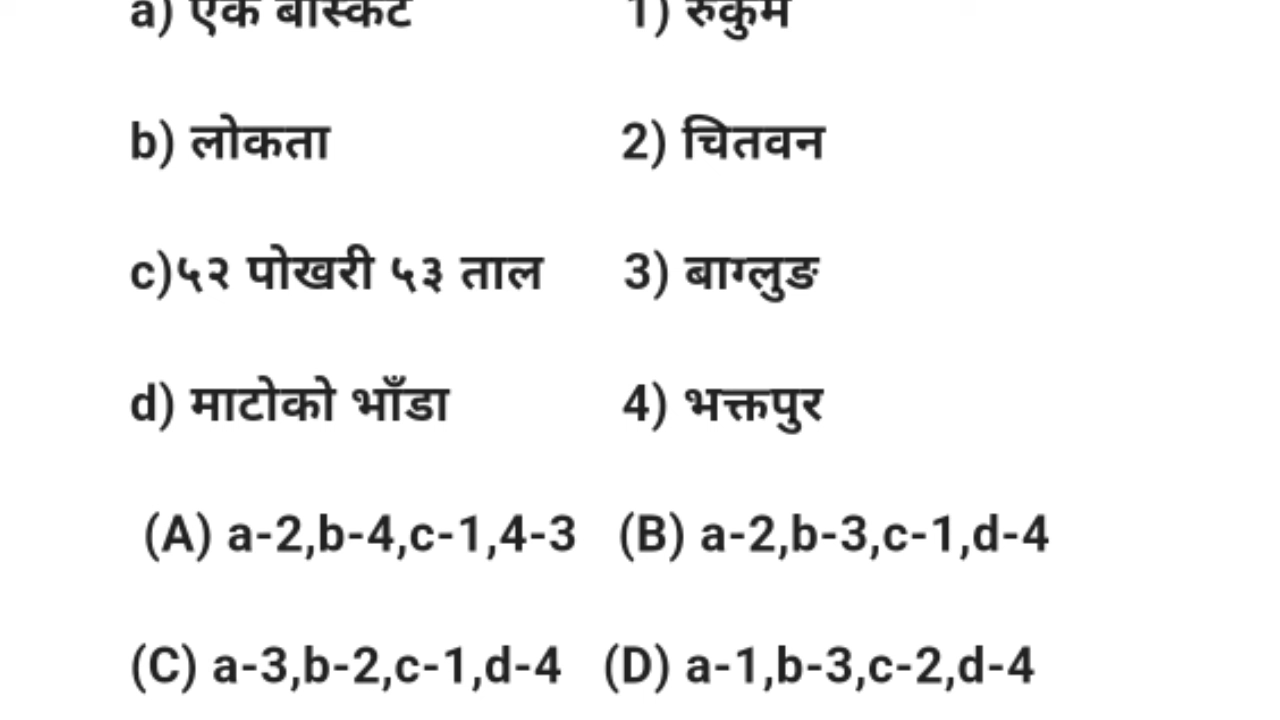 a) एक बास्कट 1) रुकुम
b) लोकता 2) चितवन
c)५२ पोखरी ५३ ताल 3) बाग्लुङ
d) माटोको भाँडा 4) भक्तपुर
(A) a-2,b-4,c-1,4-3 (B) a-2,b-3,c-1,d-4
(C) a-3,b-2,c-1,d-4 (D) a-1,b-3,c-2,d-4